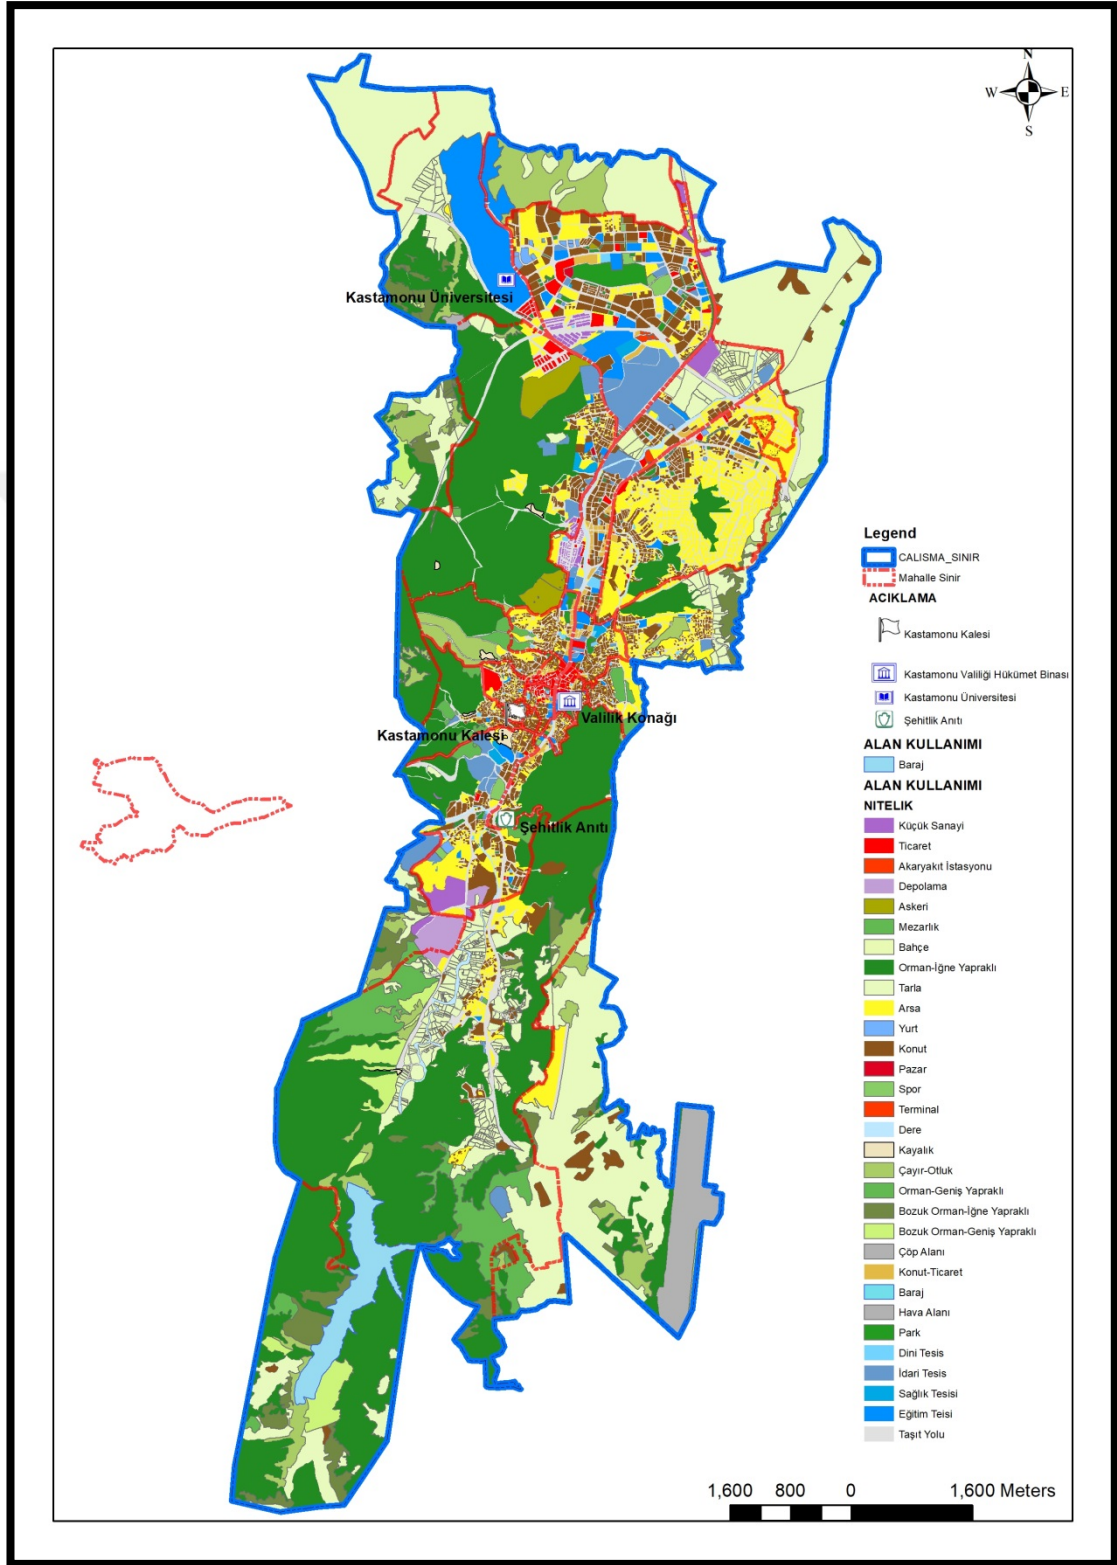 N
W E
S
Kastamonu Üniversitesi
Valilik Konağı
Kastamonu Kalesi
Şehitlik Anıtı
Legend
CALISMA_SINIR
Mahalle Sinir
ACIKLAMA
Kastamonu Kalesi
Kastamonu Valiliği Hükümet Binası
Kastamonu Üniversitesi
Şehitlik Anıtı
ALAN KULLANIMI
Baraj
ALAN KULLANIMI
NITELIK
Küçük Sanayi
Ticaret
Akaryakıt İstasyonu
Depolama
Askeri
Mezarlık
Bahçe
Orman-İğne Yapraklı
Tarla
Arsa
Yurt
Konut
Pazar
Spor
Terminal
Dere
Kayalık
Çayır-Otluk
Orman-Geniş Yapraklı
Bozuk Orman-İğne Yapraklı
Bozuk Orman-Geniş Yapraklı
Çöp Alanı
Konut-Ticaret
Baraj
Hava Alanı
Park
Dini Tesis
İdari Tesis
Sağlık Tesisi
Eğitim Teisi
Taşıt Yolu
1,600 800 0 1,600 Meters